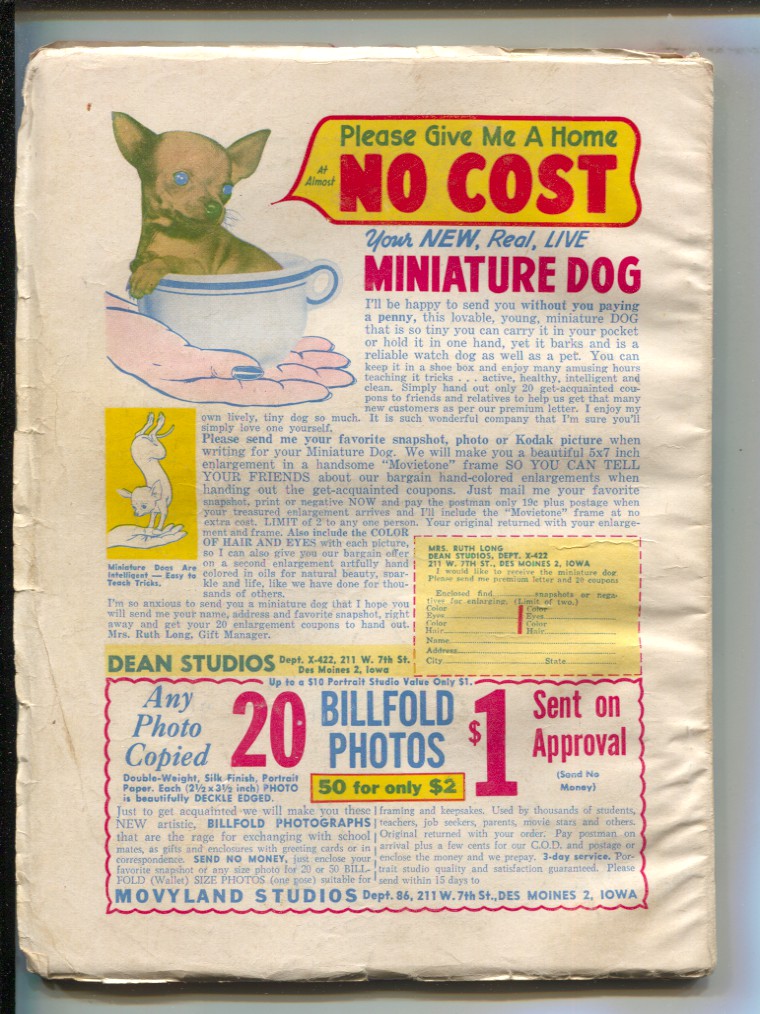 Please Give Me A Home
At Almost
NO COST
Your NEW, Real, LIVE
MINIATURE DOG
I'll be happy to send you without you paying
a penny, this lovable, young, miniature DOG
that is so tiny you can carry it in your pocket
or hold it in one hand, yet it barks and is a
reliable watch dog as well as a pet. You can
keep it in a shoe box and enjoy many amusing hours
teaching it tricks . . . active, healthy, intelligent and
clean. Simply hand out only 20 get-acquainted cou-
pons to friends and relatives to help us get that many
new customers as per our premium letter. I enjoy my
own lively, tiny dog so much. It is such wonderful company that I'm sure you'll
simply love one yourself.
Please send me your favorite snapshot, photo or Kodak picture when
writing for your Miniature Dog. We will make you a beautiful 5x7 inch
enlargement in a handsome "Movietone" frame SO YOU CAN TELL
YOUR FRIENDS about our bargain hand-colored enlargements when
handing out the get-acquainted coupons. Just mail me your favorite
snapshot, print or negative NOW and pay the postman only 19c plus postage when
your treasured enlargement arrives and I'll include the "Movietone" frame at no
extra cost. LIMIT of 2 to any one person. Your original returned with your enlarge-
ment and frame. Also include the COLOR
OF HAIR AND EYES with each picture,
so I can also give you our bargain offer
on a second enlargement artfully hand
colored in oils for natural beauty, spar-
kle and life, like we have done for thou-
sands of others.
Miniature Dogs Are
Intelligent — Easy to
Teach Tricks.
I'm so anxious to send you a miniature dog that I hope you
will send me your name, address and favorite snapshot, right
away and get your 20 enlargement coupons to hand out.
Mrs. Ruth Long, Gift Manager.
DEAN STUDIOS Dept. X-422, 211 W. 7th St.
Des Moines 2, Iowa
MRS. RUTH LONG
DEAN STUDIOS, DEPT. X-422
211 W. 7TH ST., DES MOINES 2, IOWA
I would like to receive the miniature dog.
Please send me premium letter and 20 coupons
Enclosed find snapshots or nega-
tives for enlarging. (Limit of two.)
Color Color
Eyes Eyes
Color Color
Hair Hair
Name
Address
City State
Up to a $10 Portrait Studio Value Only $1.
Any
Photo
Copied
20 BILLFOLD
PHOTOS
$1
Sent on
Approval
(Send No
Money)
50 for only $2
Double-Weight, Silk Finish, Portrait
Paper. Each (2½ x 3½ inch) PHOTO
is beautifully DECKLE EDGED.
Just to get acquainted we will make you these
NEW artistic, BILLFOLD PHOTOGRAPHS
that are the rage for exchanging with school
mates, as gifts and enclosures with greeting cards or in
correspondence. SEND NO MONEY, just enclose your
favorite snapshot or any size photo for 20 or 50 BILL-
FOLD (Wallet) SIZE PHOTOS (one pose) suitable for
framing and keepsakes. Used by thousands of students,
teachers, job seekers, parents, movie stars and others.
Original returned with your order. Pay postman on
arrival plus a few cents for our C.O.D. and postage or
enclose the money and we prepay. 3-day service. Por-
trait studio quality and satisfaction guaranteed. Please
send within 15 days to
MOVYLAND STUDIOS Dept. 86, 211 W. 7th St., DES MOINES 2, IOWA